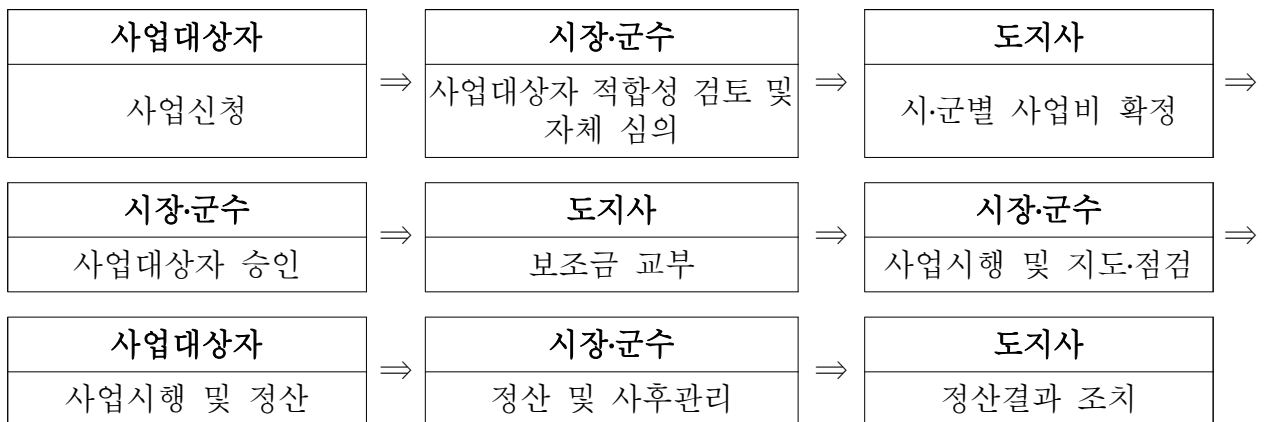 사업대상자
사업신청
⇒
시장·군수
사업대상자 적합성 검토 및
자체 심의
⇒
도지사
시·군별 사업비 확정
⇒
시장·군수
사업대상자 승인
⇒
도지사
보조금 교부
⇒
시장·군수
사업시행 및 지도·점검
⇒
사업대상자
사업시행 및 정산
⇒
시장·군수
정산 및 사후관리
⇒
도지사
정산결과 조치